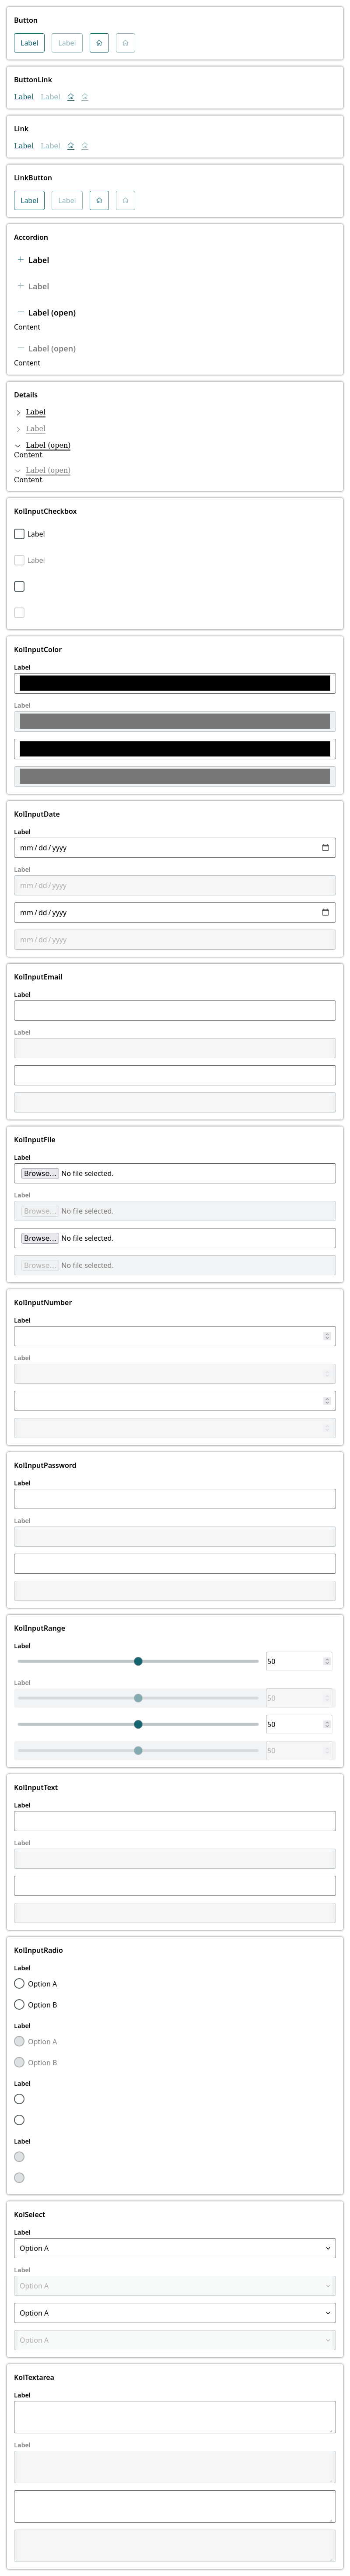 Button
Label Label
ButtonLink
Label Label
Link
Label Label
LinkButton
Label Label
Accordion
Label
Label
Label (open)
Content
Label (open)
Content
Details
Label
Label
Label (open)
Content
Label (open)
Content
KolInputCheckbox
Label
Label
KolInputColor
Label
Label
KolInputDate
Label
mm / dd / yyyy
Label
mm / dd / yyyy
mm / dd / yyyy
mm / dd / yyyy
KolInputEmail
Label
Label
KolInputFile
Label
Browse... No file selected.
Label
Browse... No file selected.
Browse... No file selected.
Browse... No file selected.
KolInputNumber
Label
Label
KolInputPassword
Label
Label
KolInputRange
Label
50
Label
50
50
50
KolInputText
Label
Label
KolInputRadio
Label
Option A
Option B
Label
Option A
Option B
Label
Label
KolSelect
Label
Option A
Label
Option A
Option A
Option A
KolTextarea
Label
Label